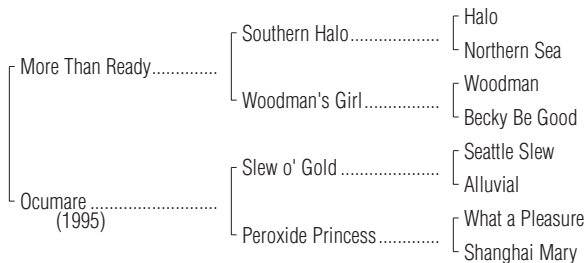 Halo
Southern Halo...................
Northern Sea
More Than Ready..............
Woodman
Woodman's Girl................
Becky Be Good
Seattle Slew
Slew o' Gold ....................
Alluvial
Ocumare ..........................
(1995)
What a Pleasure
Peroxide Princess.............
Shanghai Mary